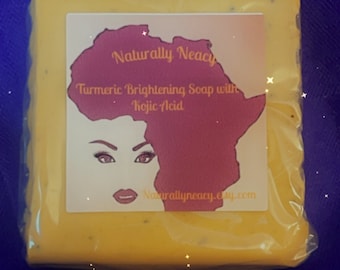 Naturally Neacy
Turmeric Brightening Soap with
Kojic Acid
Naturallyneacy.etsy.com